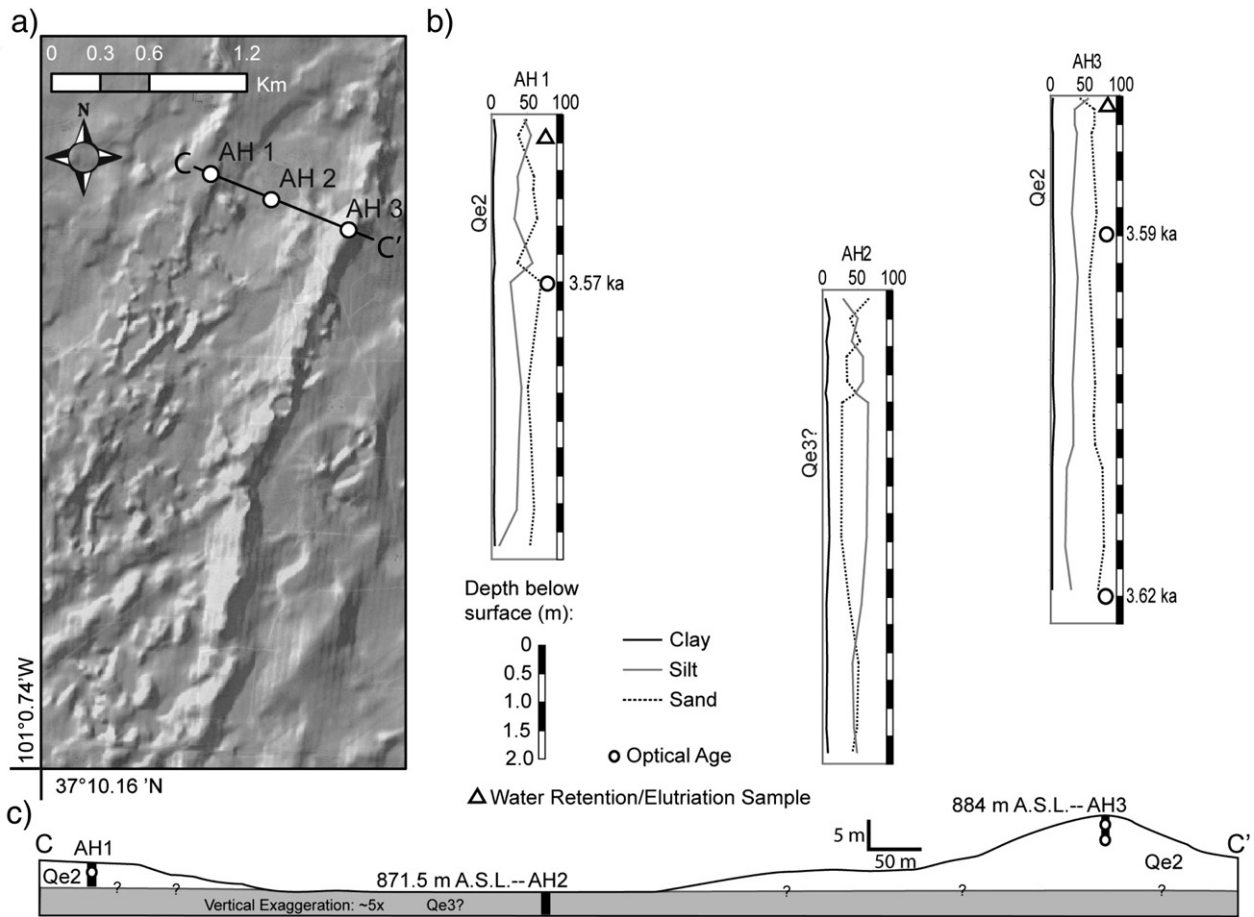 a)
0 0.3 0.6 1.2
Km
N
C
AH 1
AH 2
AH 3
C'
101°0.74'W
37°10.16 'N
b)
AH 1
0 50 100
Qe2
3.57 ka
AH2
0 50 100
Qe3?
AH3
0 50 100
Qe2
3.59 ka
3.62 ka
Depth below
surface (m):
0
0.5
1.0
1.5
2.0
Clay
Silt
Sand
Optical Age
Water Retention/Elutriation Sample
c)
C
AH1
Qe2
? ?
871.5 m A.S.L.-- AH2
Vertical Exaggeration: ~5x Qe3?
5 m
50 m
884 m A.S.L.-- AH3
Qe2
? ? ?
C'